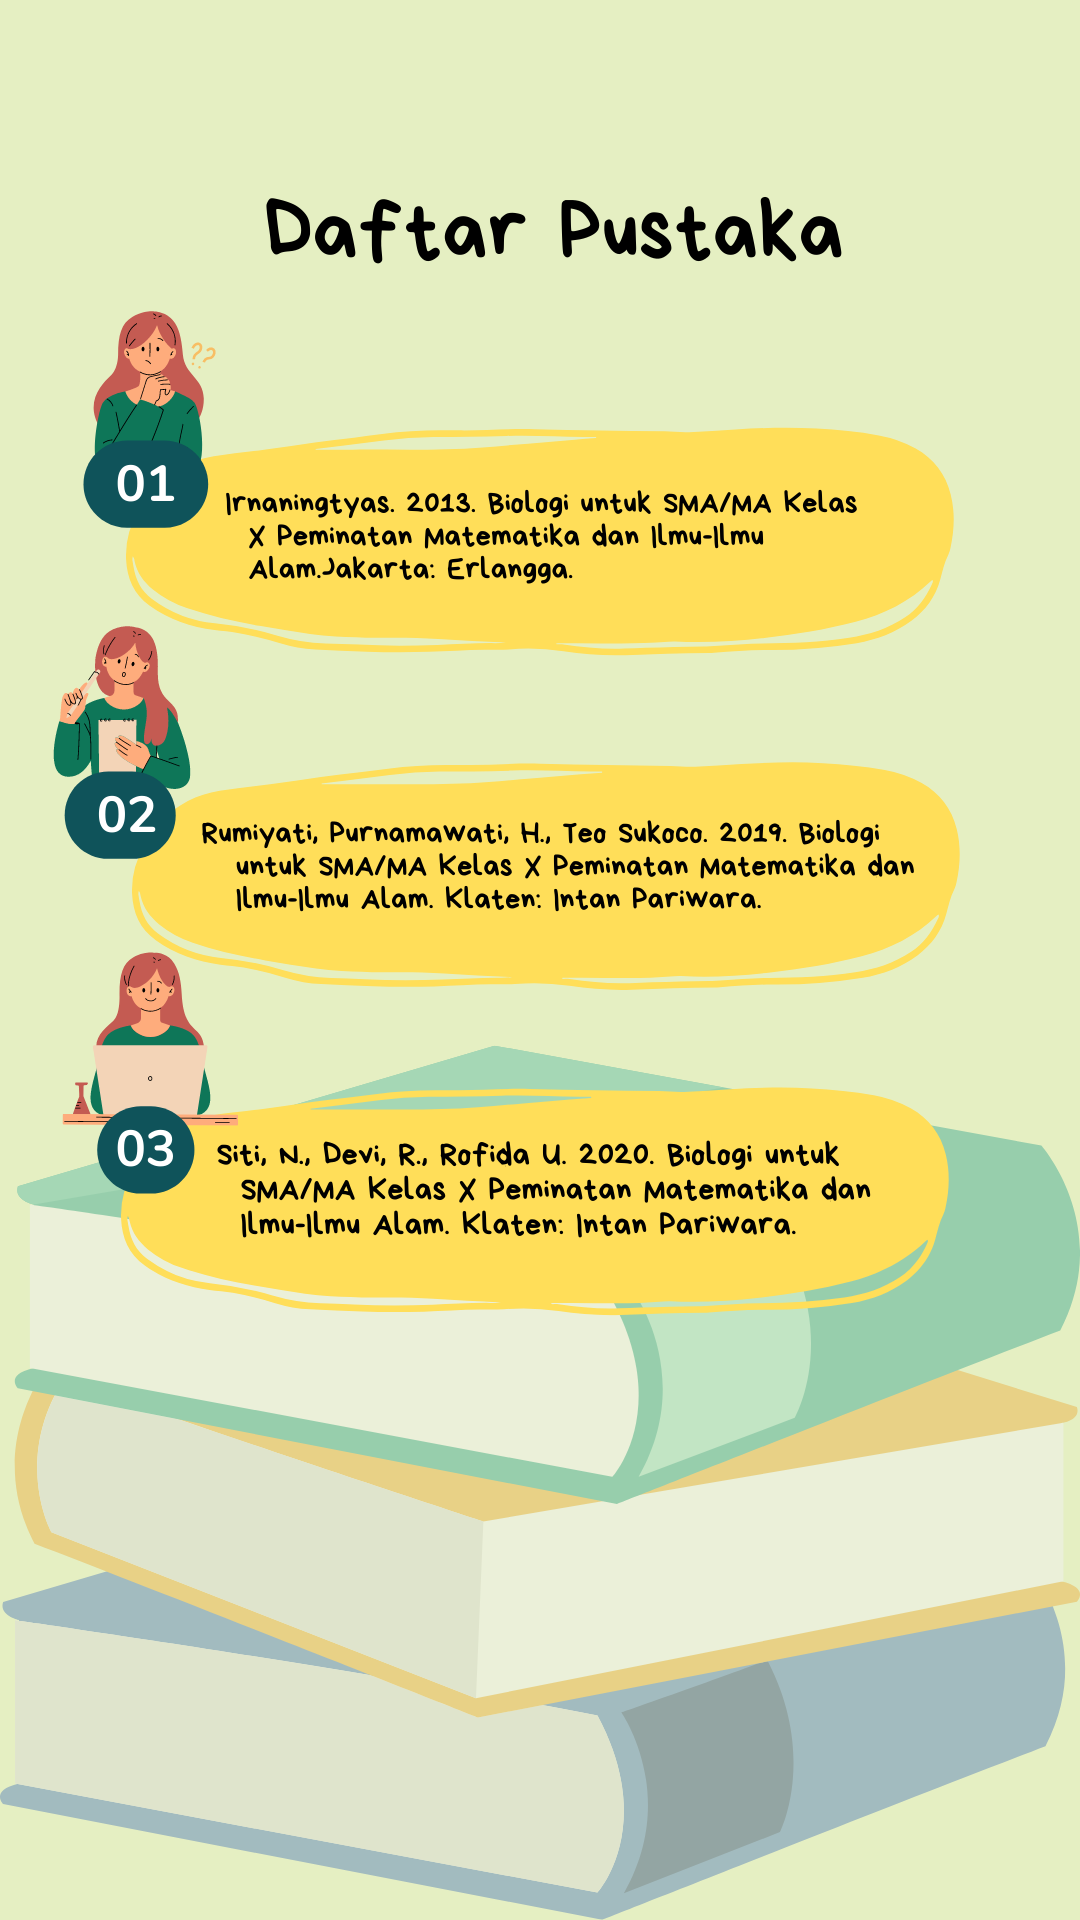 Daftar Pustaka
??
01
Irnaningtyas. 2013. Biologi untuk SMA/MA Kelas
X Peminatan Matematika dan Ilmu-Ilmu
Alam.Jakarta: Erlangga.
02
Rumiyati, Purnamawati, H., Teo Sukoco. 2019. Biologi
untuk SMA/MA Kelas X Peminatan Matematika dan
Ilmu-Ilmu Alam. Klaten: Intan Pariwara.
03
Siti, N., Devi, R., Rofida U. 2020. Biologi untuk
SMA/MA Kelas X Peminatan Matematika dan
Ilmu-Ilmu Alam. Klaten: Intan Pariwara.